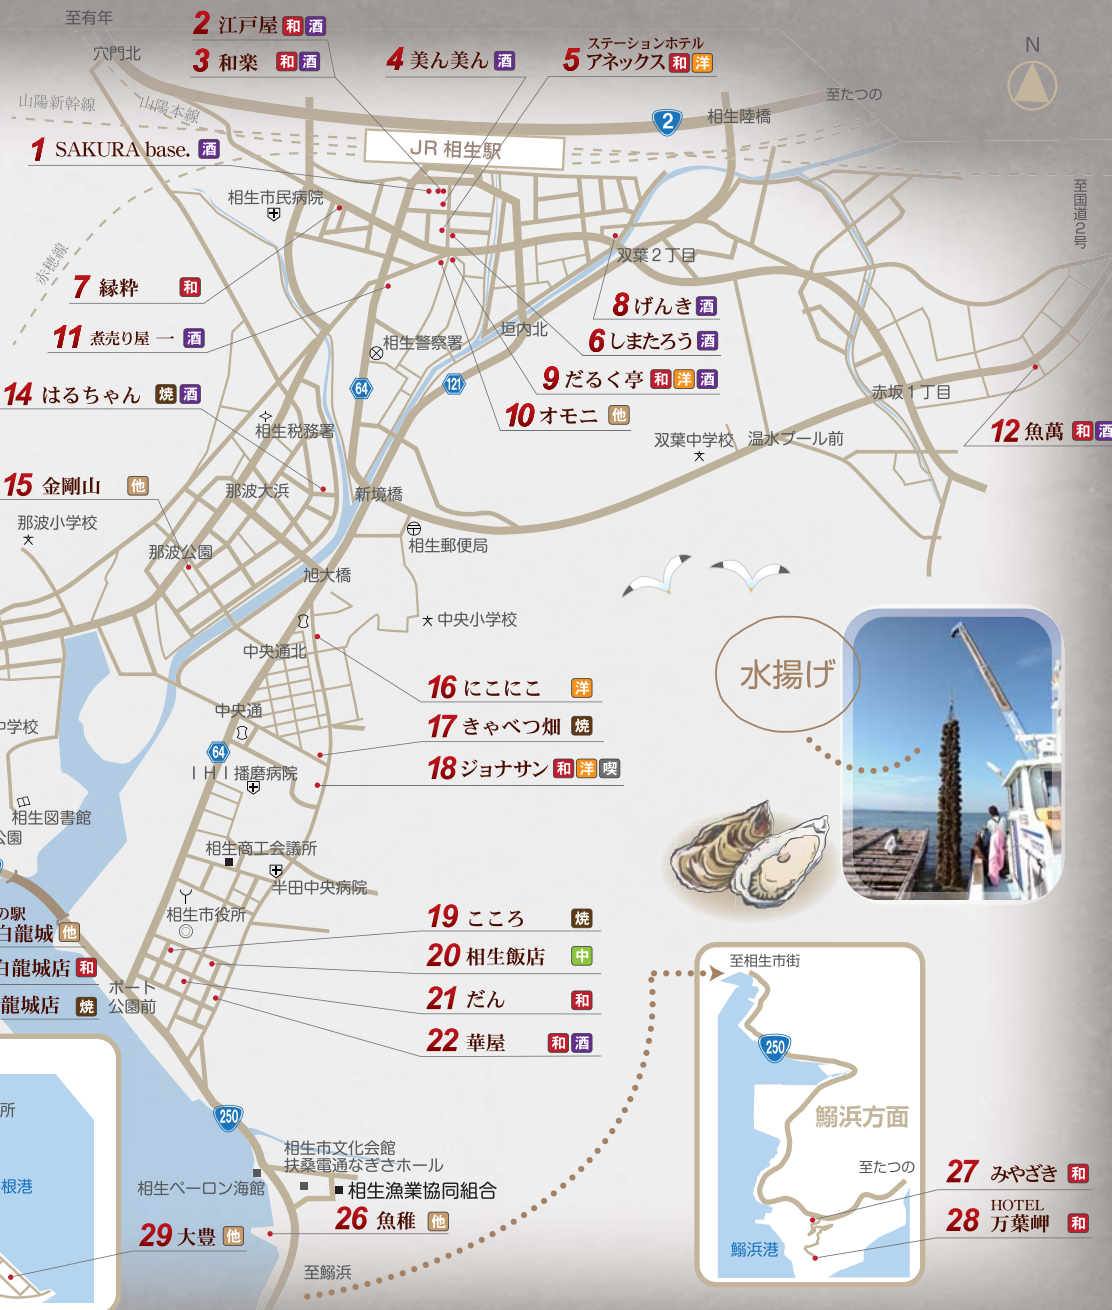 至有年
穴門北
2 江戸屋 和 酒
3 和楽 和 酒
4 美ん美ん 酒
5 ステーションホテル
アネックス 和 洋
N
山陽新幹線
山陽本線
2
相生陸橋
至たつの
JR 相生駅
1 SAKURA base. 酒
相生市民病院
至国道2号
赤穂線
双葉2丁目
7 縁粋 和
8 げんき 酒
11 煮売り屋 一 酒
相生警察署
垣内北
6 しまたろう 酒
64
121
9 だるく亭 和 洋 酒
14 はるちゃん 焼 酒
10 オモニ 他
赤坂1丁目
相生税務署
双葉中学校
温水プール前
12 魚萬 和 酒
15 金剛山 他
那波大浜
新境橋
那波小学校
相生郵便局
那波公園
旭大橋
中央小学校
中央通北
16 にこにこ 洋
水揚げ
中央通
17 きゃべつ畑 焼
中学校
64
IHI播磨病院
18 ジョナサン 和 洋 喫
相生図書館
公園
相生商工会議所
半田中央病院
相生市役所
の駅
白龍城 他
白龍城店 和
龍城店 焼
ポート
公園前
19 こころ 焼
20 相生飯店 中
21 だん 和
22 華屋 和 酒
至相生市街
250
鰯浜方面
至たつの
所
250
相生市文化会館
扶桑電通なぎさホール
根港
相生ペーロン海館
相生漁業協同組合
27 みやざき 和
26 魚稚 他
28 HOTEL
万葉岬 和
29 大豊 他
鰯浜港
至鰯浜